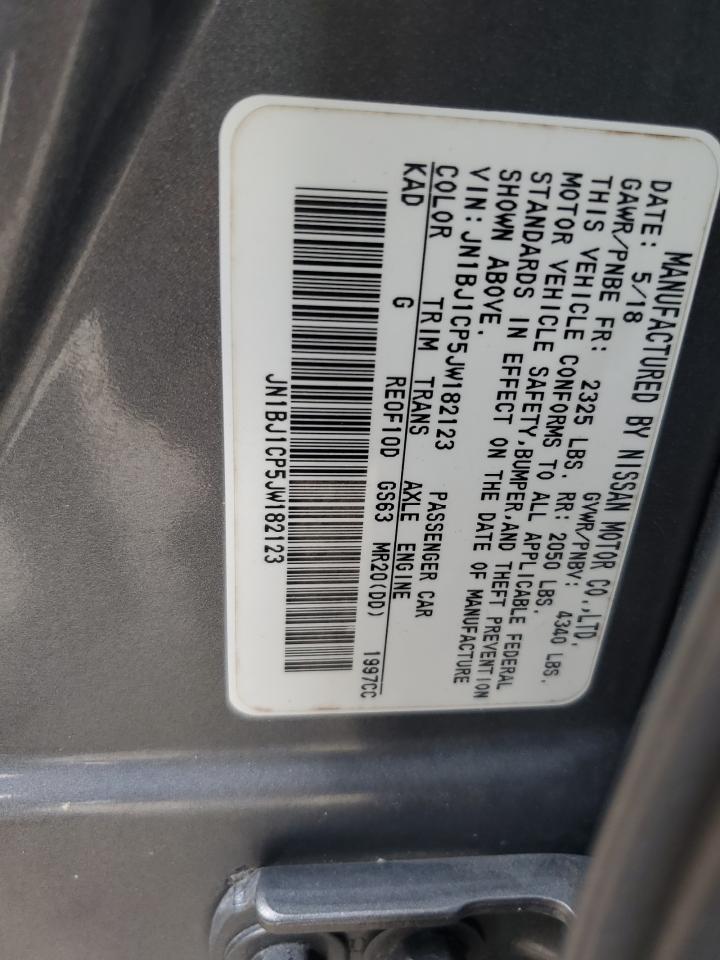 MANUFACTURED BY NISSAN MOTOR CO.,LTD.
DATE: 5/18 GVWR/PNBV: 4340 LBS.
GAWR/PNBE FR: 2325 LBS. RR: 2050 LBS.
THIS VEHICLE CONFORMS TO ALL APPLICABLE FEDERAL
MOTOR VEHICLE SAFETY,BUMPER,AND THEFT PREVENTION
STANDARDS IN EFFECT ON THE DATE OF MANUFACTURE
SHOWN ABOVE.
VIN:JN1BJ1CP5JW182123 PASSENGER CAR
COLOR TRIM TRANS AXLE ENGINE
KAD G RE0F10D GS63 MR20(DD) 1997CC
JN1BJ1CP5JW182123